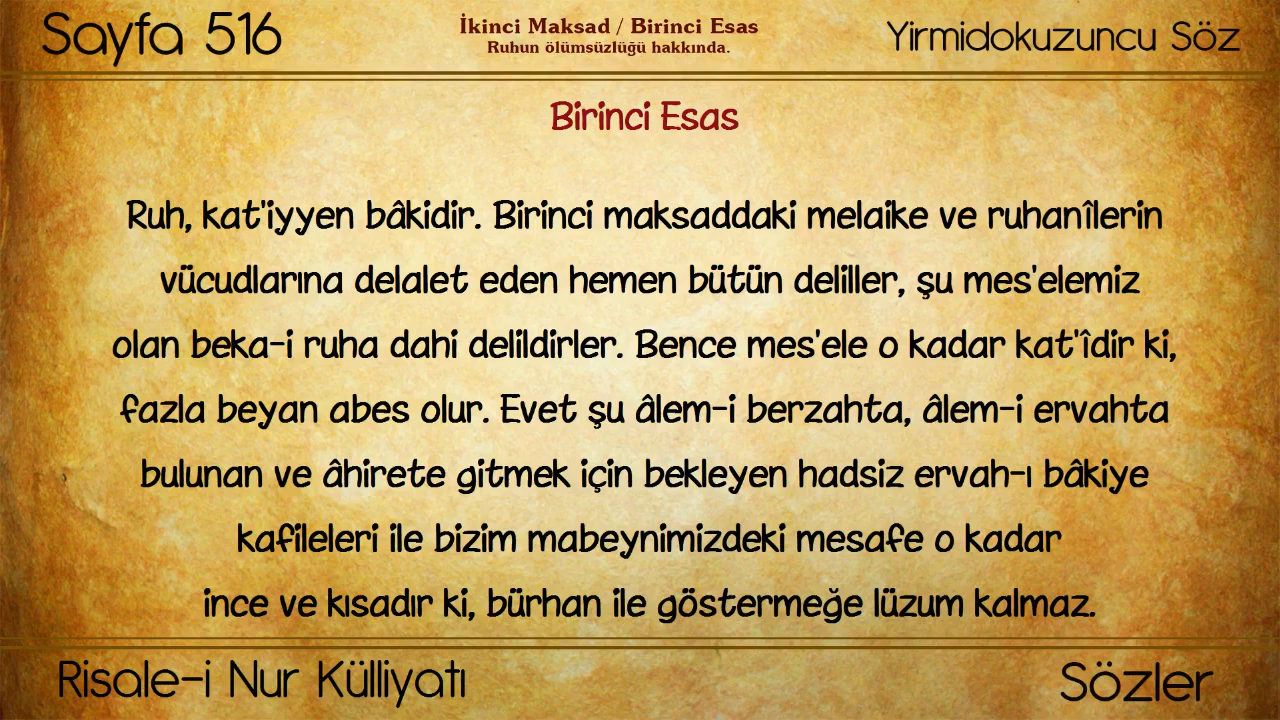 Sayfa 516
İkinci Maksad / Birinci Esas
Ruhun ölümsüzlüğü hakkında.
Yirmidokuzuncu Söz
Birinci Esas
Ruh, kat'iyyen bâkidir. Birinci maksaddaki melaike ve ruhanîlerin
vücudlarına delalet eden hemen bütün deliller, şu mes'elemiz
olan beka-i ruha dahi delildirler. Bence mes'ele o kadar kat'îdir ki,
fazla beyan abes olur. Evet şu âlem-i berzahta, âlem-i ervahta
bulunan ve âhirete gitmek için bekleyen hadsiz ervah-ı bâkiye
kafileleri ile bizim mabeynimizdeki mesafe o kadar
ince ve kısadır ki, bürhan ile göstermeğe lüzum kalmaz.
Risale-i Nur Külliyatı
Sözler